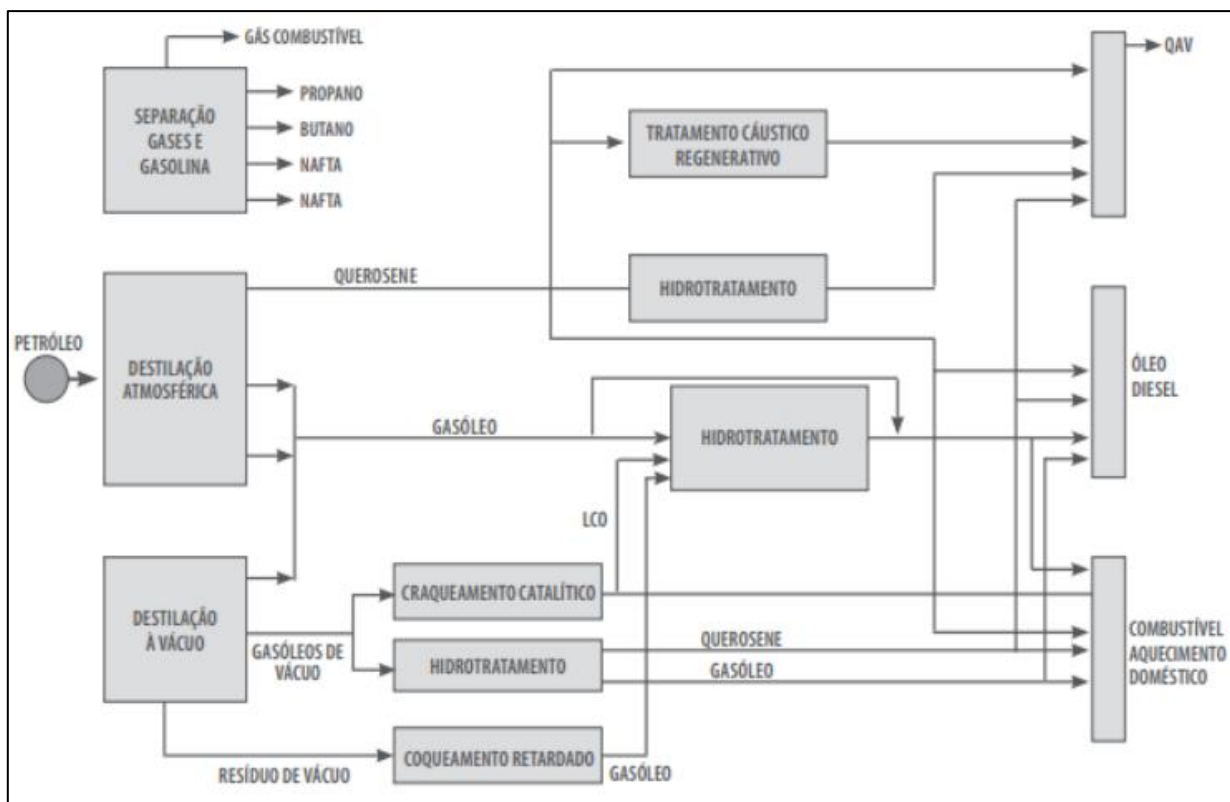 GÁS COMBUSTÍVEL
SEPARAÇÃO
GASES E
GASOLINA
PROPANO
BUTANO
NAFTA
NAFTA
QAV
TRATAMENTO CÁUSTICO
REGENERATIVO
QUEROSENE
HIDROTRATAMENTO
PETRÓLEO
DESTILAÇÃO
ATMOSFÉRICA
GASÓLEO
HIDROTRATAMENTO
ÓLEO
DIESEL
LCO
DESTILAÇÃO
À VÁCUO
GASÓLEOS DE
VÁCUO
CRAQUEAMENTO CATALÍTICO
HIDROTRATAMENTO
QUEROSENE
GASÓLEO
COMBUSTÍVEL
AQUECIMENTO
DOMÉSTICO
RESÍDUO DE VÁCUO
COQUEAMENTO RETARDADO
GASÓLEO